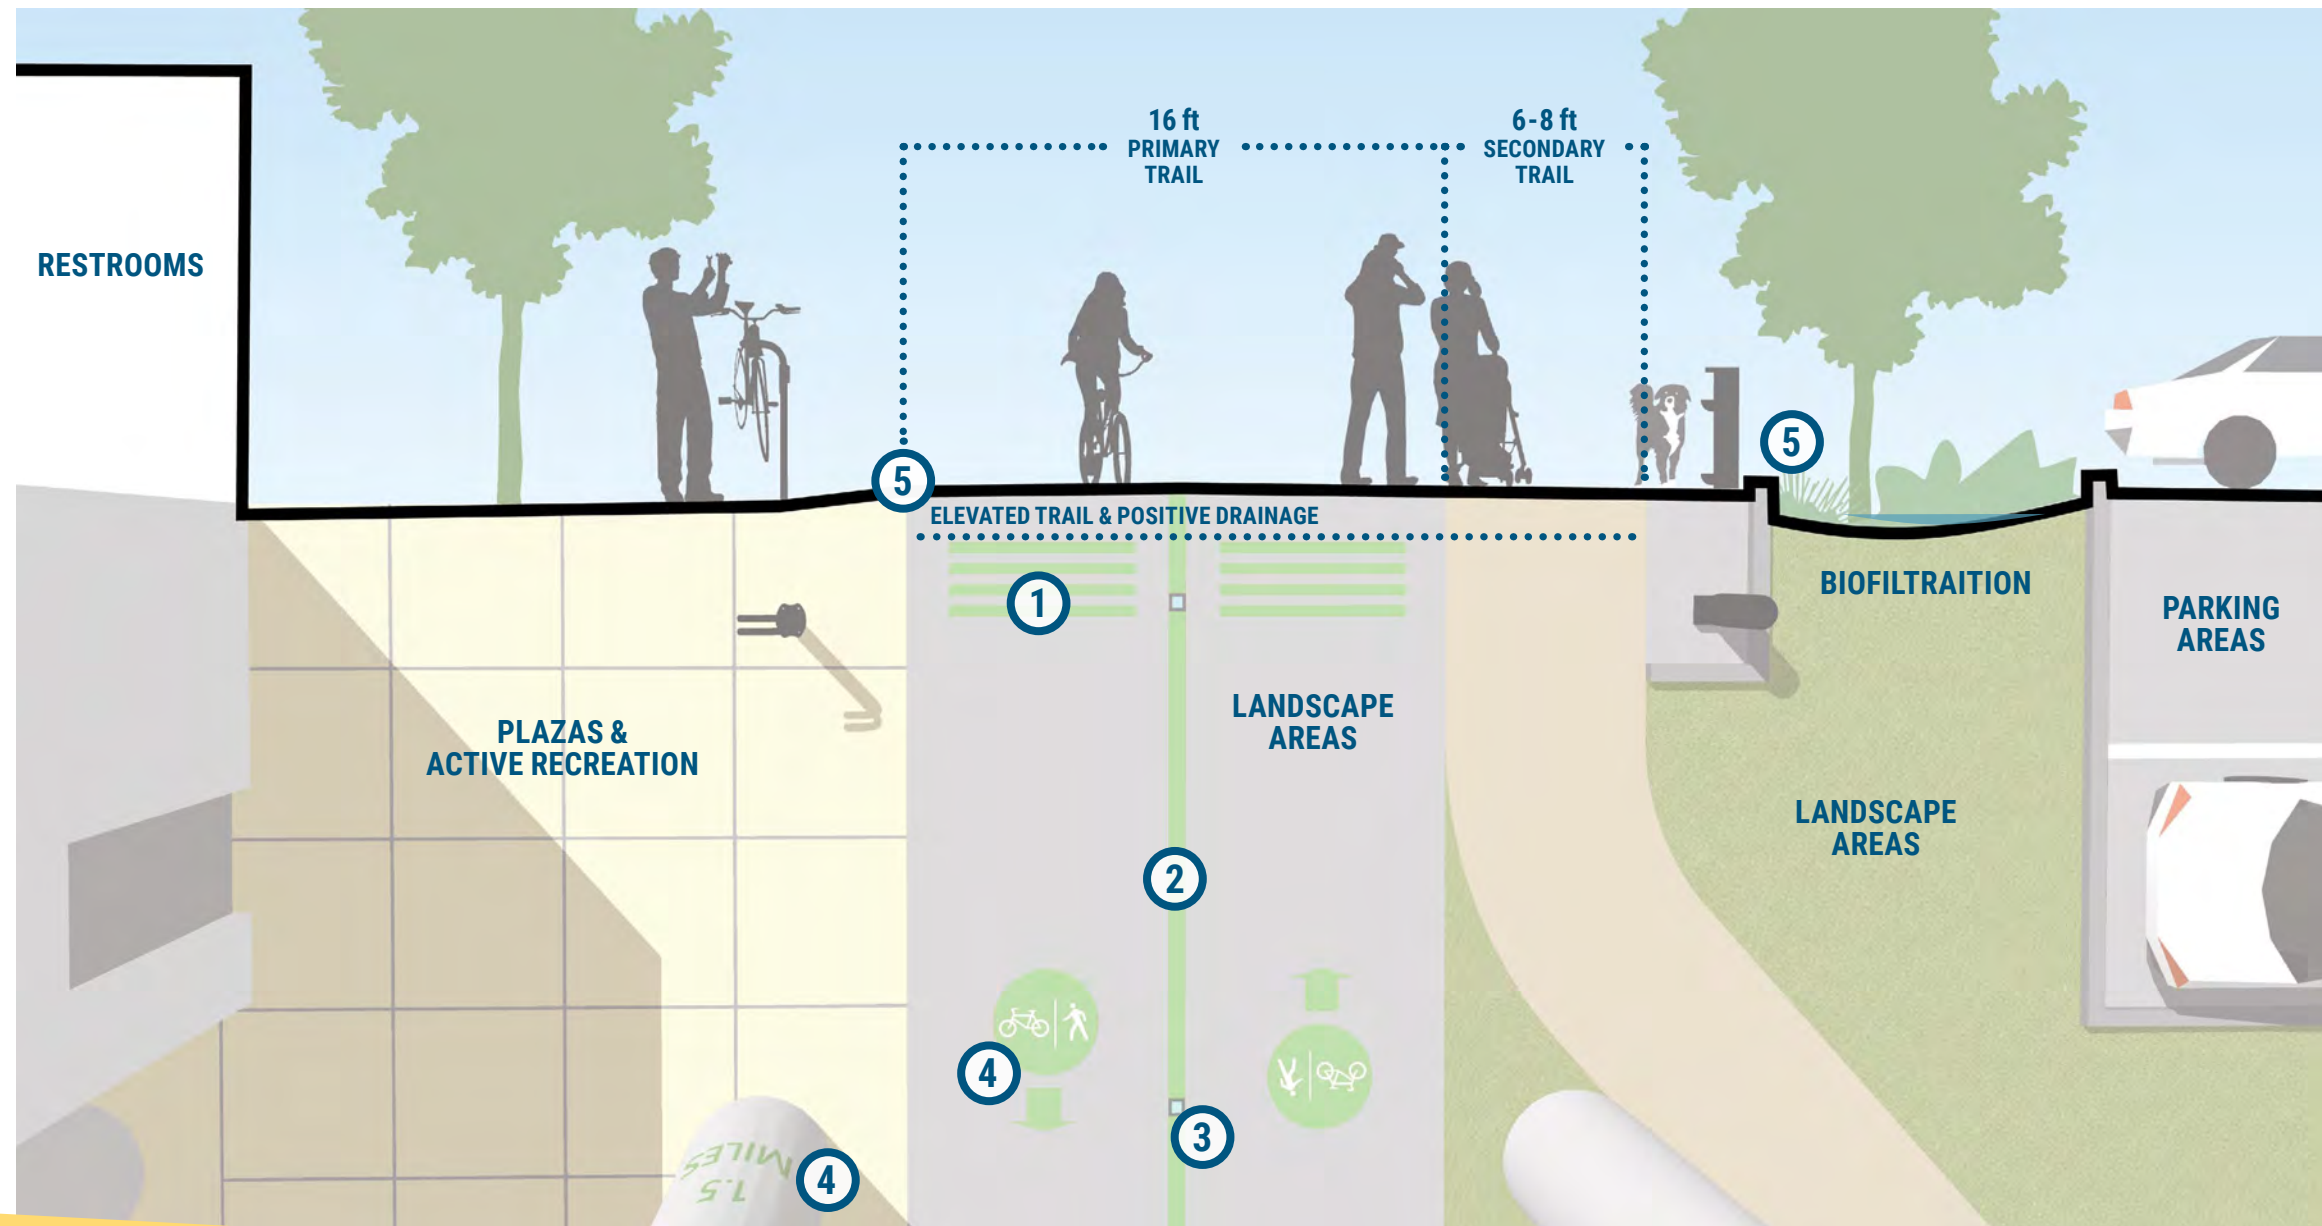 16 ft
PRIMARY
TRAIL
6-8 ft
SECONDARY
TRAIL
RESTROOMS
5
5
ELEVATED TRAIL & POSITIVE DRAINAGE
1
BIOFILTRAITION
PARKING
AREAS
PLAZAS &
ACTIVE RECREATION
LANDSCAPE
AREAS
LANDSCAPE
AREAS
2
4
3
4
1.5
MILES